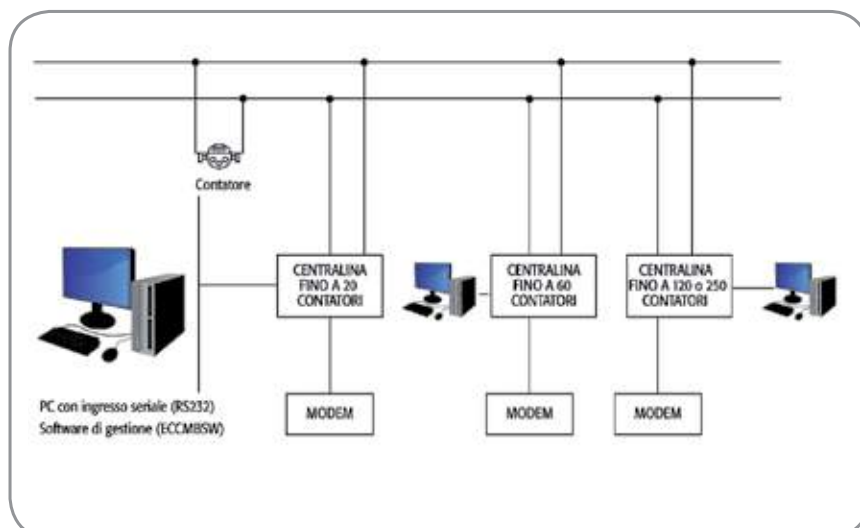 Contatore
CENTRALINA
FINO A 20
CONTATORI
CENTRALINA
FINO A 60
CONTATORI
CENTRALINA
FINO A 120 o 250
CONTATORI
PC con ingresso seriale (RS232)
Software di gestione (ECCMBSW)
MODEM
MODEM
MODEM